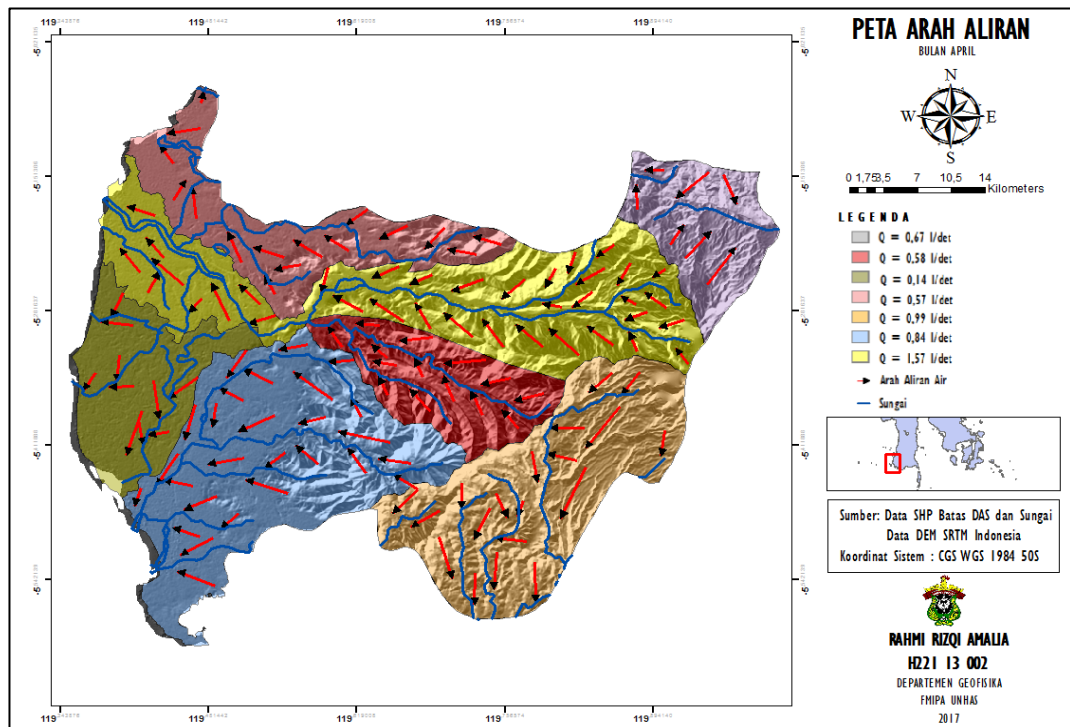 PETA ARAH ALIRAN
BULAN APRIL
N
W E
S
0 1,753,5 7 10,5 14
Kilometers
LEGENDA
Q = 0,67 l/det
Q = 0,58 l/det
Q = 0,14 l/det
Q = 0,57 l/det
Q = 0,99 l/det
Q = 0,84 l/det
Q = 1,57 l/det
Arah Aliran Air
Sungai
Sumber: Data SHP Batas DAS dan Sungai
Data DEM SRTM Indonesia
Koordinat Sistem : CGS WGS 1984 50S
RAHMI RIZQI AMALIA
H221 13 002
DEPARTEMEN GEOFISIKA
FMIPA UNHAS
2017